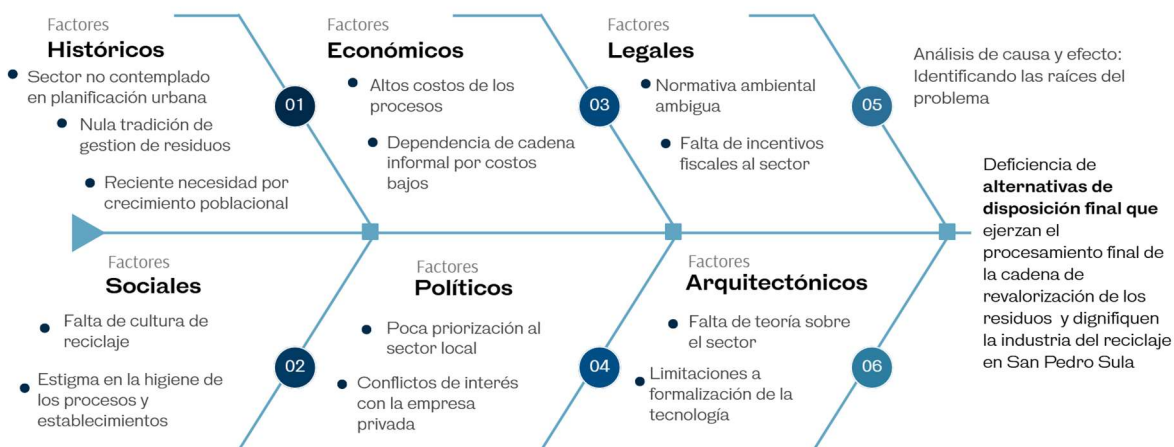 Factores
Históricos
Sector no contemplado
en planificación urbana
Nula tradición de
gestion de residuos
Reciente necesidad por
crecimiento poblacional
01
Factores
Económicos
Altos costos de los
procesos
Dependencia de cadena
informal por costos
bajos
03
Factores
Legales
Normativa ambiental
ambigua
Falta de incentivos
fiscales al sector
05
Análisis de causa y efecto:
Identificando las raíces del
problema
Factores
Sociales
Falta de cultura de
reciclaje
Estigma en la higiene de
los procesos y
establecimientos
02
Factores
Políticos
Poca priorización al
sector local
Conflictos de interés
con la empresa
privada
04
Factores
Arquitectónicos
Falta de teoría sobre
el sector
Limitaciones a
formalización de la
tecnología
06
Deficiencia de
alternativas de
disposición final que
ejerzan el
procesamiento final de
la cadena de
revalorización de los
residuos y dignifiquen
la industria del reciclaje
en San Pedro Sula